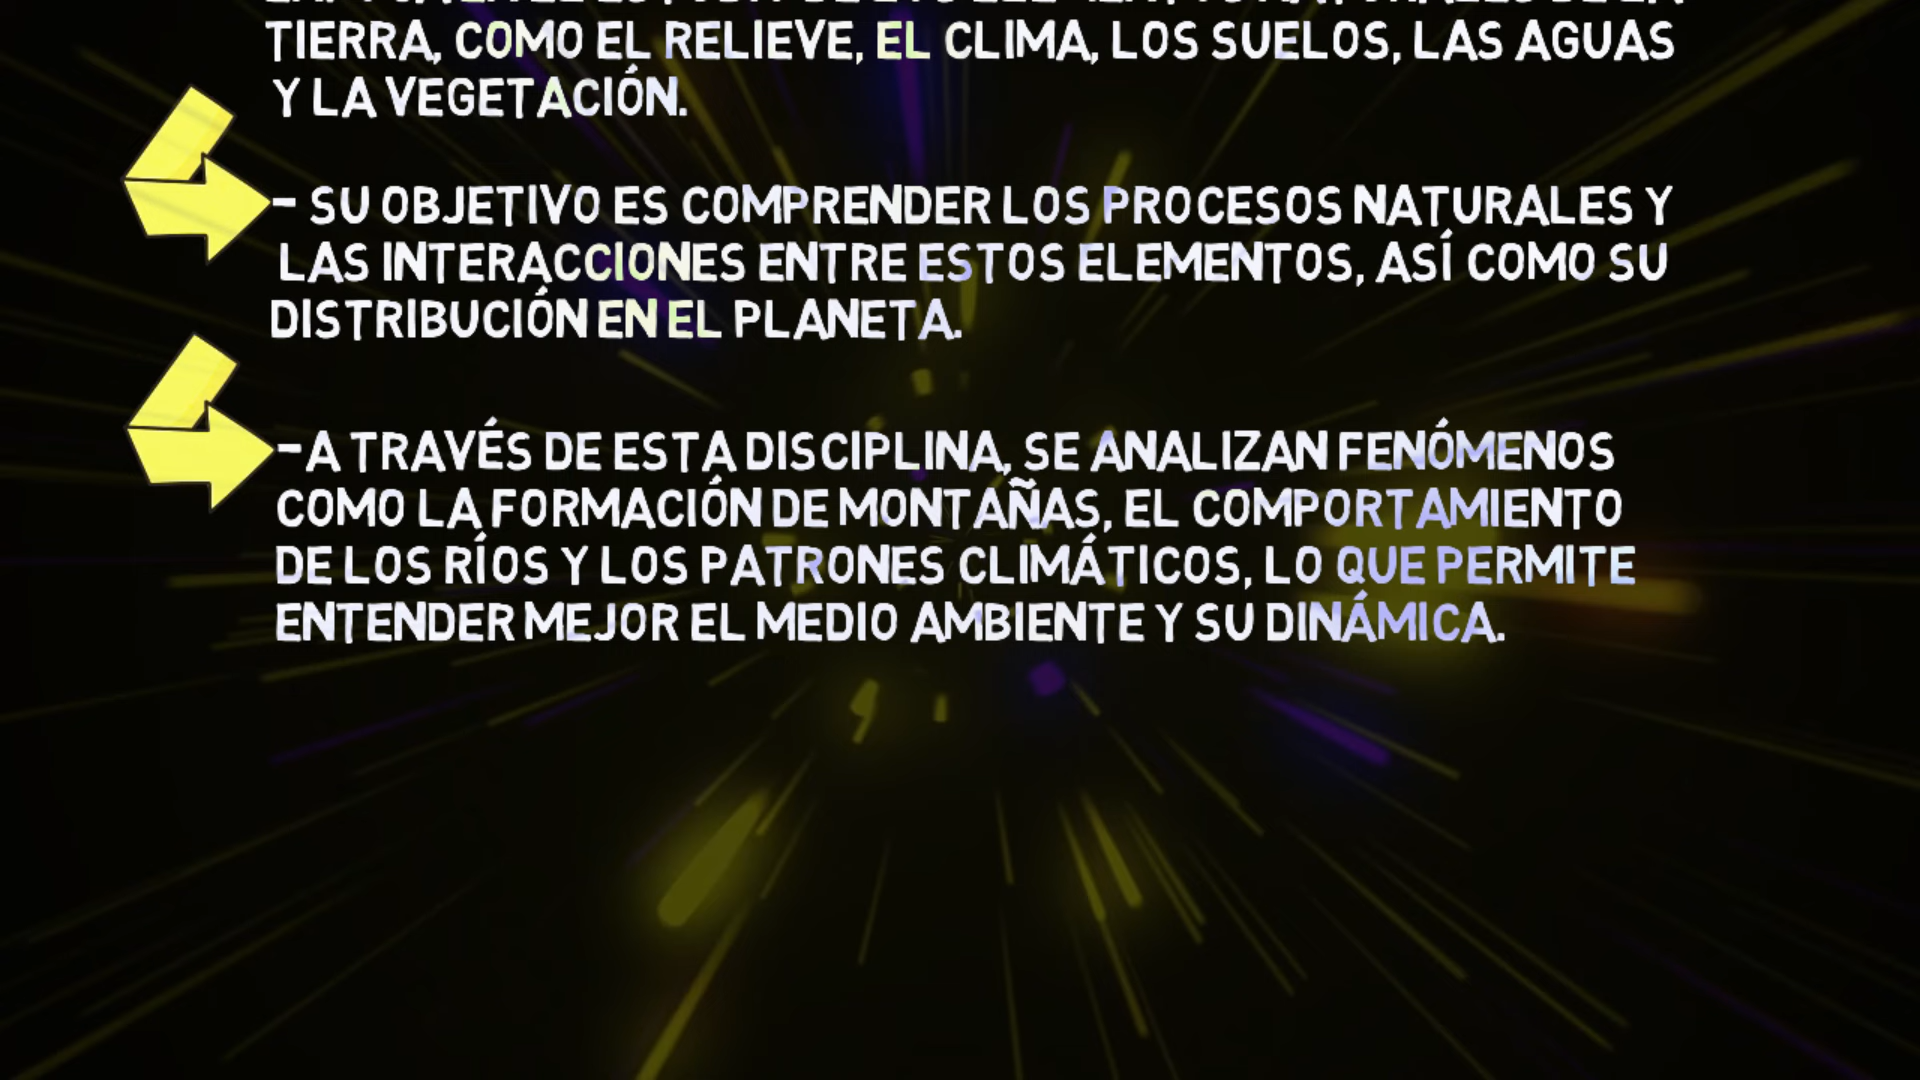 TIERRA, COMO EL RELIEVE, EL CLIMA, LOS SUELOS, LAS AGUAS
Y LA VEGETACIÓN.
- SU OBJETIVO ES COMPRENDER LOS PROCESOS NATURALES Y
LAS INTERACCIONES ENTRE ESTOS ELEMENTOS, ASÍ COMO SU
DISTRIBUCIÓN EN EL PLANETA.
-A TRAVÉS DE ESTA DISCIPLINA, SE ANALIZAN FENÓMENOS
COMO LA FORMACIÓN DE MONTAÑAS, EL COMPORTAMIENTO
DE LOS RÍOS Y LOS PATRONES CLIMÁTICOS, LO QUE PERMITE
ENTENDER MEJOR EL MEDIO AMBIENTE Y SU DINÁMICA.